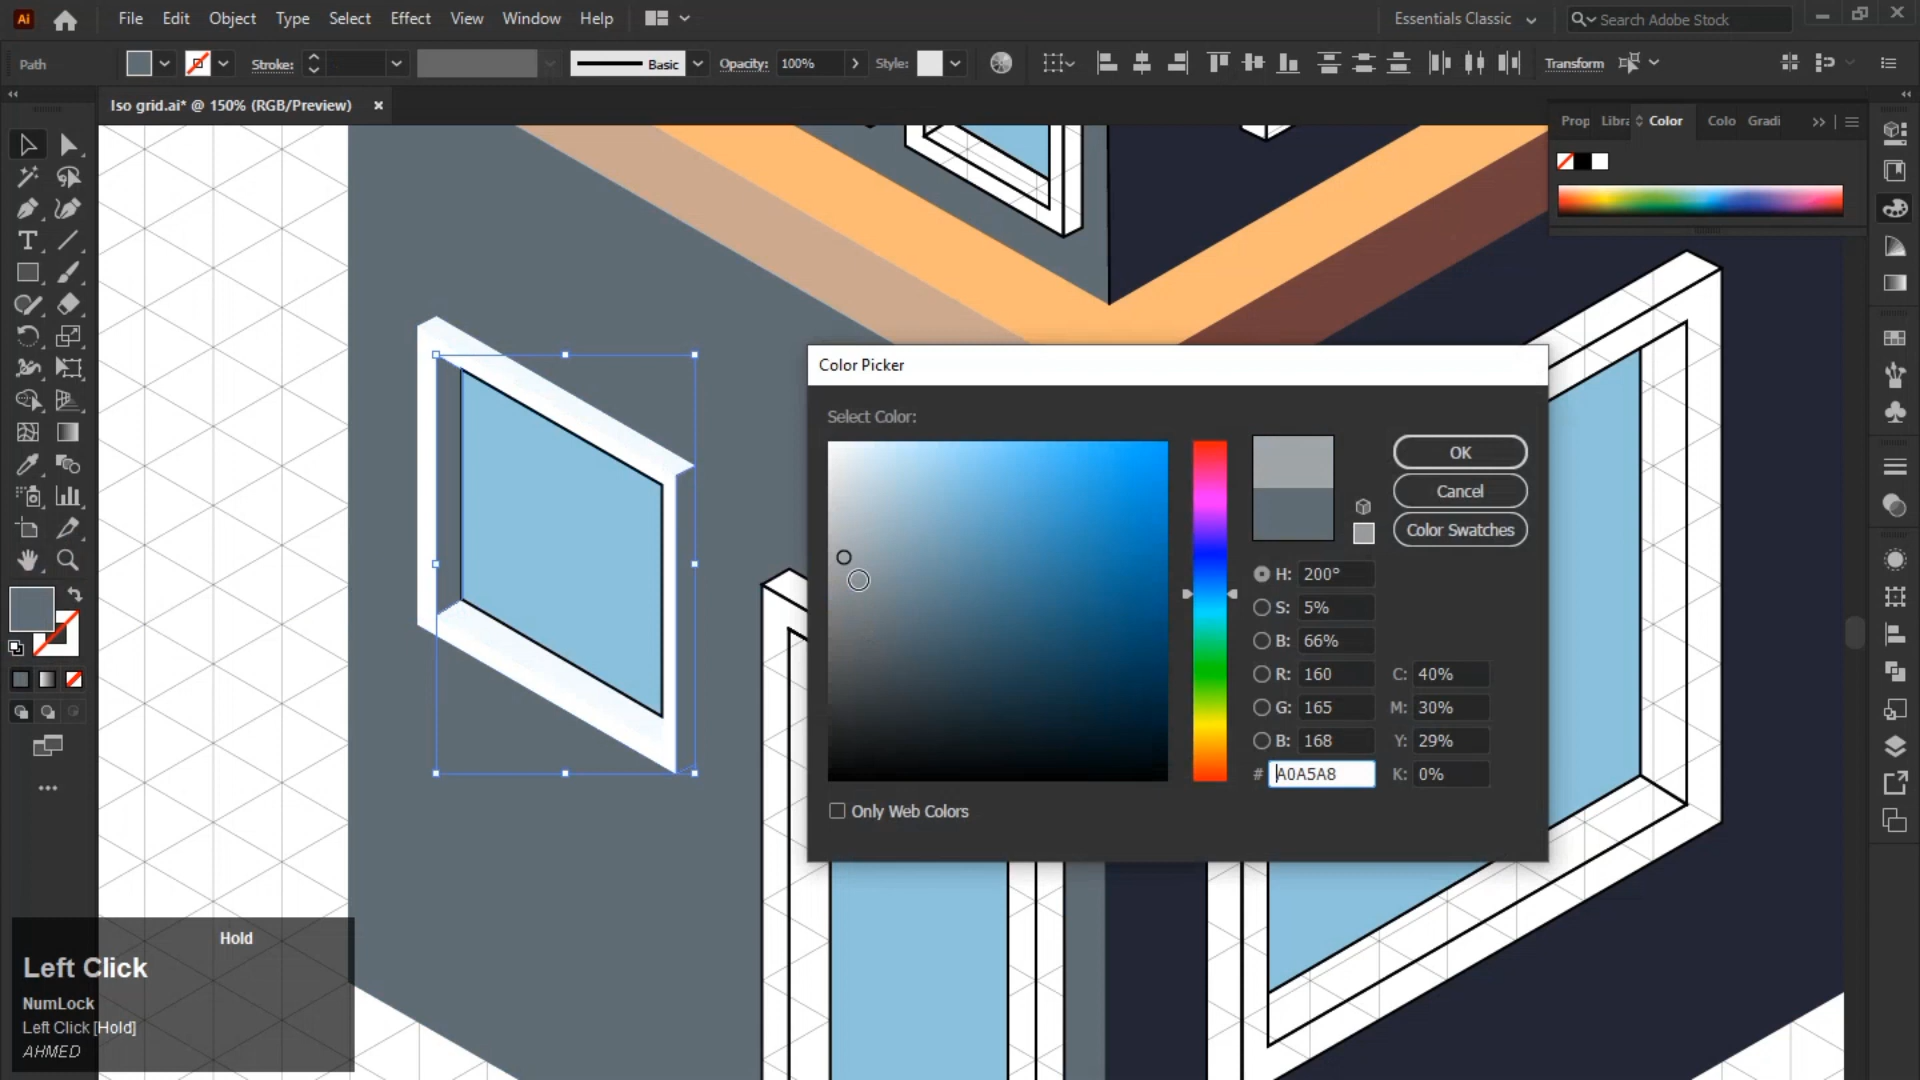 Ai File Edit Object Type Select Effect View Window Help Essentials Classic Search Adobe Stock
Path Stroke: Basic Opacity: 100% Style: Transform
Iso grid.ai* @ 150% (RGB/Preview) ×
Prop Libra Color Colo Gradi
Color Picker
Select Color:
OK
Cancel
Color Swatches
H: 200°
S: 5%
B: 66%
R: 160 C: 40%
G: 165 M: 30%
B: 168 Y: 29%
# A0A5A8 K: 0%
Only Web Colors
Hold
Left Click
NumLock
Left Click [Hold]
AHMED